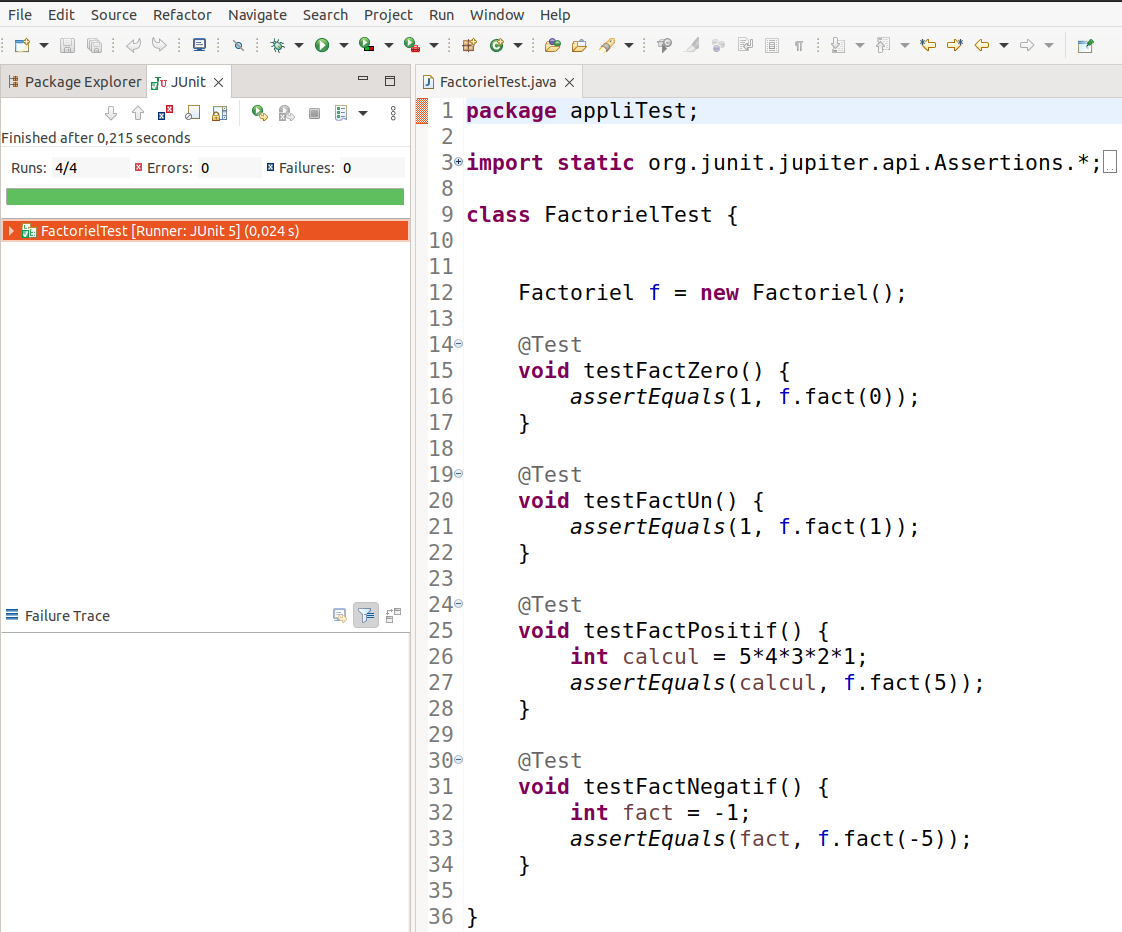 File Edit Source Refactor Navigate Search Project Run Window Help
Package Explorer JUnit
Finished after 0,215 seconds
Runs: 4/4 Errors: 0 Failures: 0
FactorielTest [Runner: JUnit 5] (0,024 s)
Failure Trace
FactorielTest.java
1 package appliTest;
2
3 import static org.junit.jupiter.api.Assertions.*;
8
9 class FactorielTest {
10
11
12 Factoriel f = new Factoriel();
13
14 @Test
15 void testFactZero() {
16 assertEquals(1, f.fact(0));
17 }
18
19 @Test
20 void testFactUn() {
21 assertEquals(1, f.fact(1));
22 }
23
24 @Test
25 void testFactPositif() {
26 int calcul = 5*4*3*2*1;
27 assertEquals(calcul, f.fact(5));
28 }
29
30 @Test
31 void testFactNegatif() {
32 int fact = -1;
33 assertEquals(fact, f.fact(-5));
34 }
35
36 }